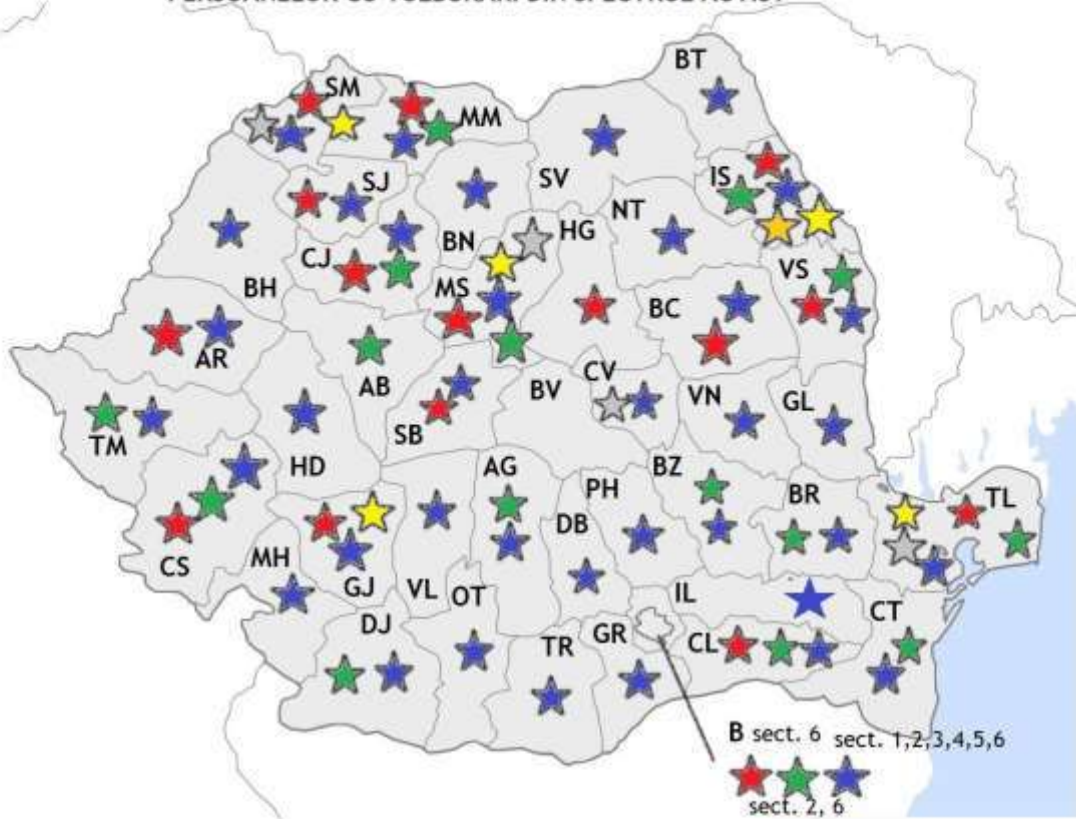 BT
SM
MM
SJ
IS
SV
NT
HG
BN
CJ
VS
BH
MS
BC
AR
CV
AB
BV
VN
GL
SB
TM
HD
AG
BZ
PH
BR
TL
DB
MH
CS
GJ
VL
OT
IL
CT
DJ
TR
GR
CL
B sect. 6 sect. 1,2,3,4,5,6
sect. 2, 6